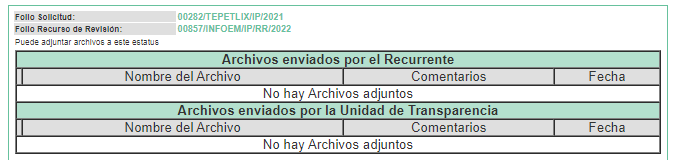 Folio Solicitud: 00282/TEPETLIX/IP/2021
Folio Recurso de Revisión: 00857/INFOEM/IP/RR/2022
Puede adjuntar archivos a este estatus
Archivos enviados por el Recurrente
Nombre del Archivo Comentarios Fecha
No hay Archivos adjuntos
Archivos enviados por la Unidad de Transparencia
Nombre del Archivo Comentarios Fecha
No hay Archivos adjuntos